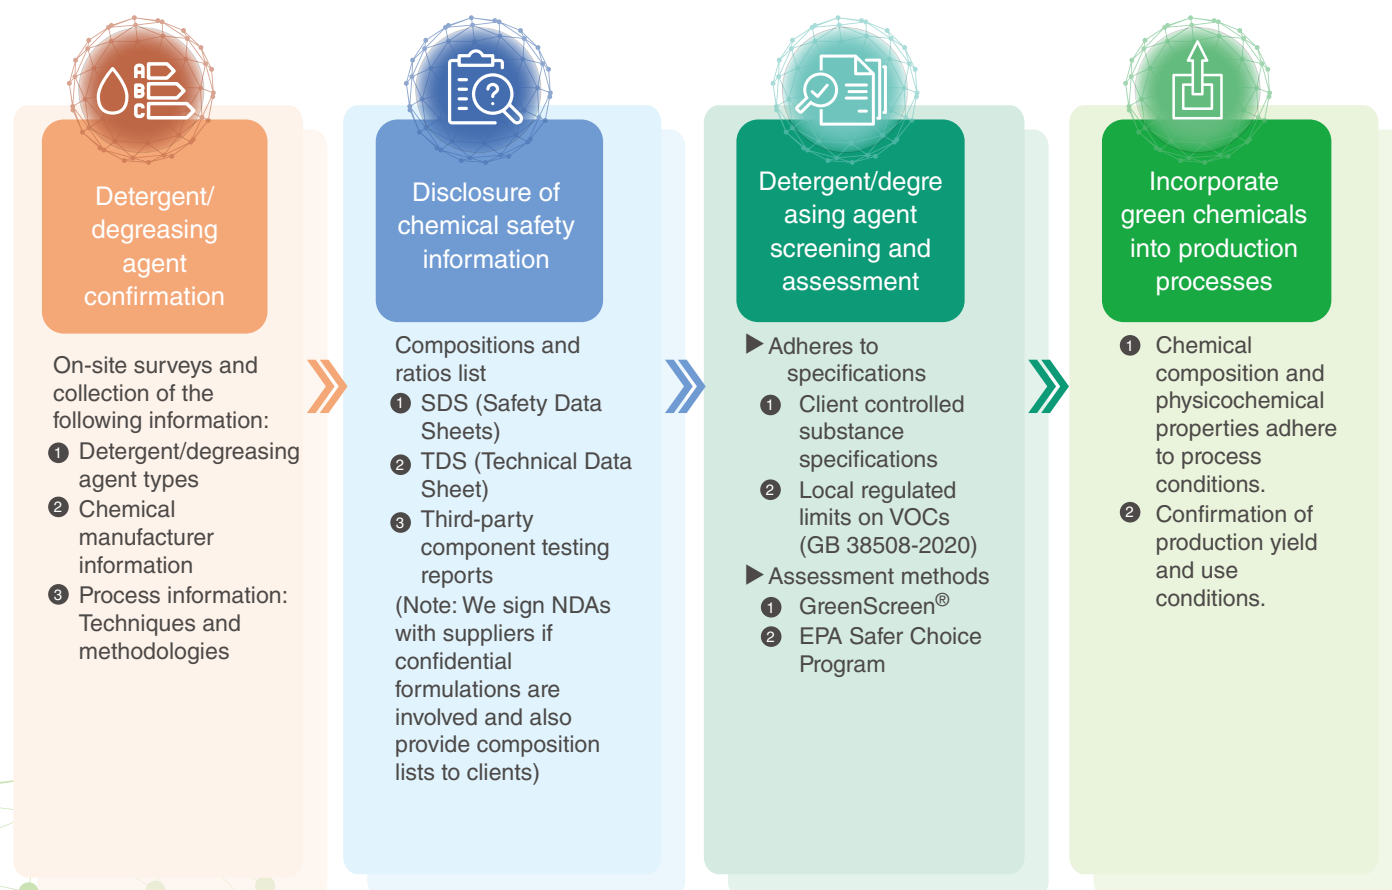 A
B
C
Detergent/
degreasing
agent
confirmation
On-site surveys and
collection of the
following information:
1 Detergent/degreasing
agent types
2 Chemical
manufacturer
information
3 Process information:
Techniques and
methodologies
?
Disclosure of
chemical safety
information
Compositions and
ratios list
1 SDS (Safety Data
Sheets)
2 TDS (Technical Data
Sheet)
3 Third-party
component testing
reports
(Note: We sign NDAs
with suppliers if
confidential
formulations are
involved and also
provide composition
lists to clients)
Detergent/degre
asing agent
screening and
assessment
▶ Adheres to
specifications
1 Client controlled
substance
specifications
2 Local regulated
limits on VOCs
(GB 38508-2020)
▶ Assessment methods
1 GreenScreen®
2 EPA Safer Choice
Program
Incorporate
green chemicals
into production
processes
1 Chemical
composition and
physicochemical
properties adhere
to process
conditions.
2 Confirmation of
production yield
and use
conditions.